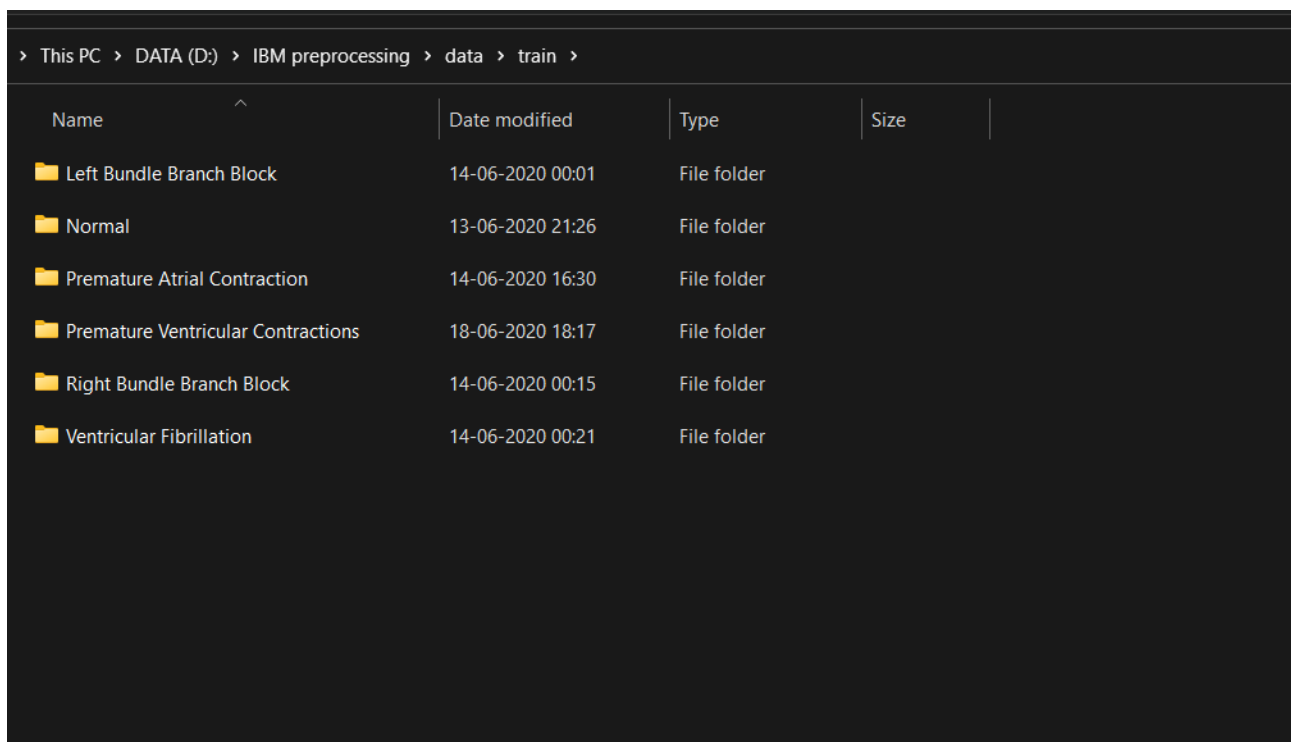 > This PC > DATA (D:) > IBM preprocessing > data > train >
Name Date modified Type Size
Left Bundle Branch Block 14-06-2020 00:01 File folder
Normal 13-06-2020 21:26 File folder
Premature Atrial Contraction 14-06-2020 16:30 File folder
Premature Ventricular Contractions 18-06-2020 18:17 File folder
Right Bundle Branch Block 14-06-2020 00:15 File folder
Ventricular Fibrillation 14-06-2020 00:21 File folder